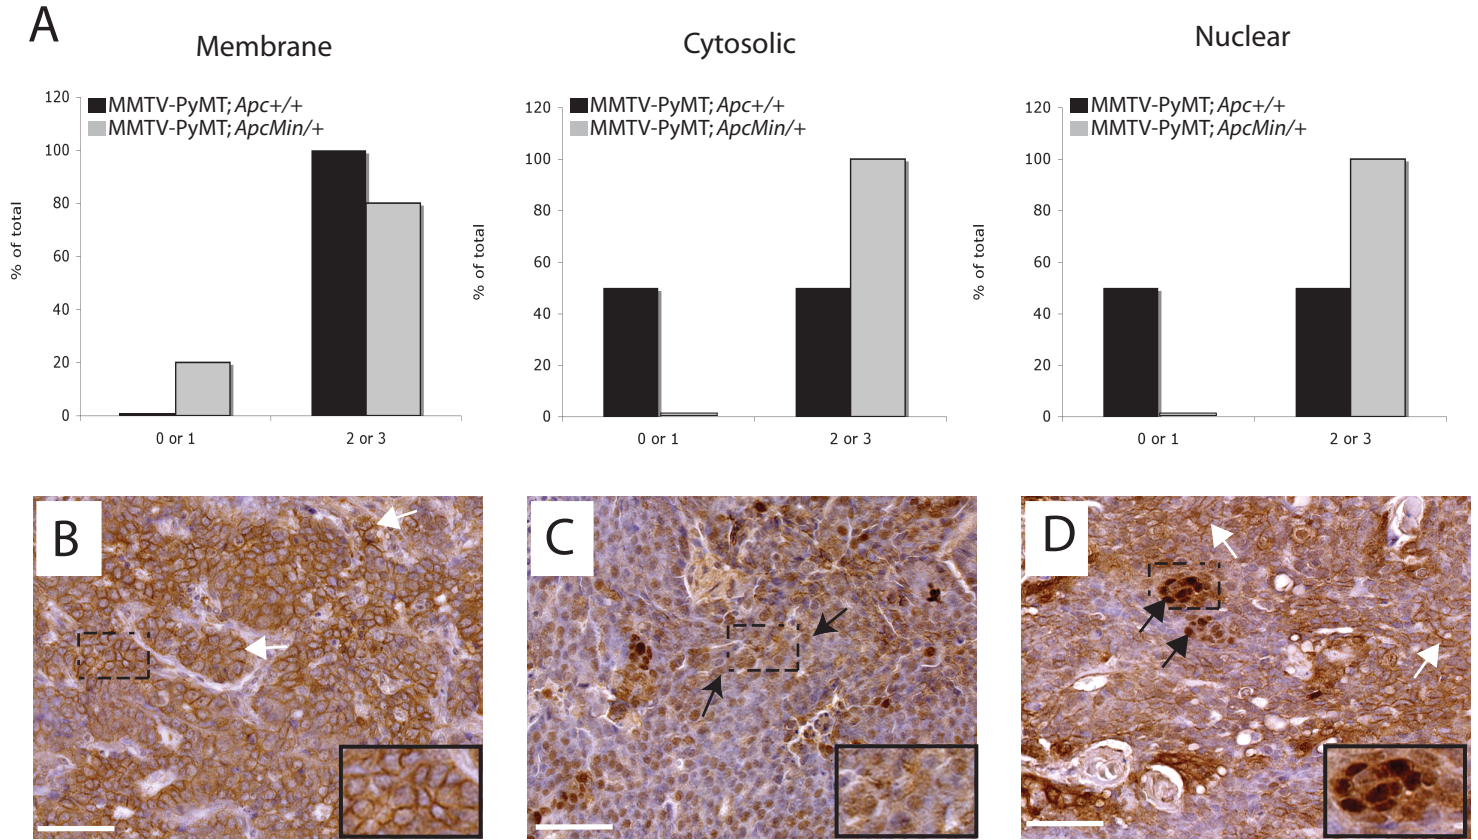 A
Membrane
MMTV-PyMT; Apc+/+
MMTV-PyMT; ApcMin/+
120
100
80
60
40
20
0
% of total
0 or 1
2 or 3
Cytosolic
MMTV-PyMT; Apc+/+
MMTV-PyMT; ApcMin/+
120
100
80
60
40
20
0
% of total
0 or 1
2 or 3
Nuclear
MMTV-PyMT; Apc+/+
MMTV-PyMT; ApcMin/+
120
100
80
60
40
20
0
% of total
0 or 1
2 or 3
B
C
D